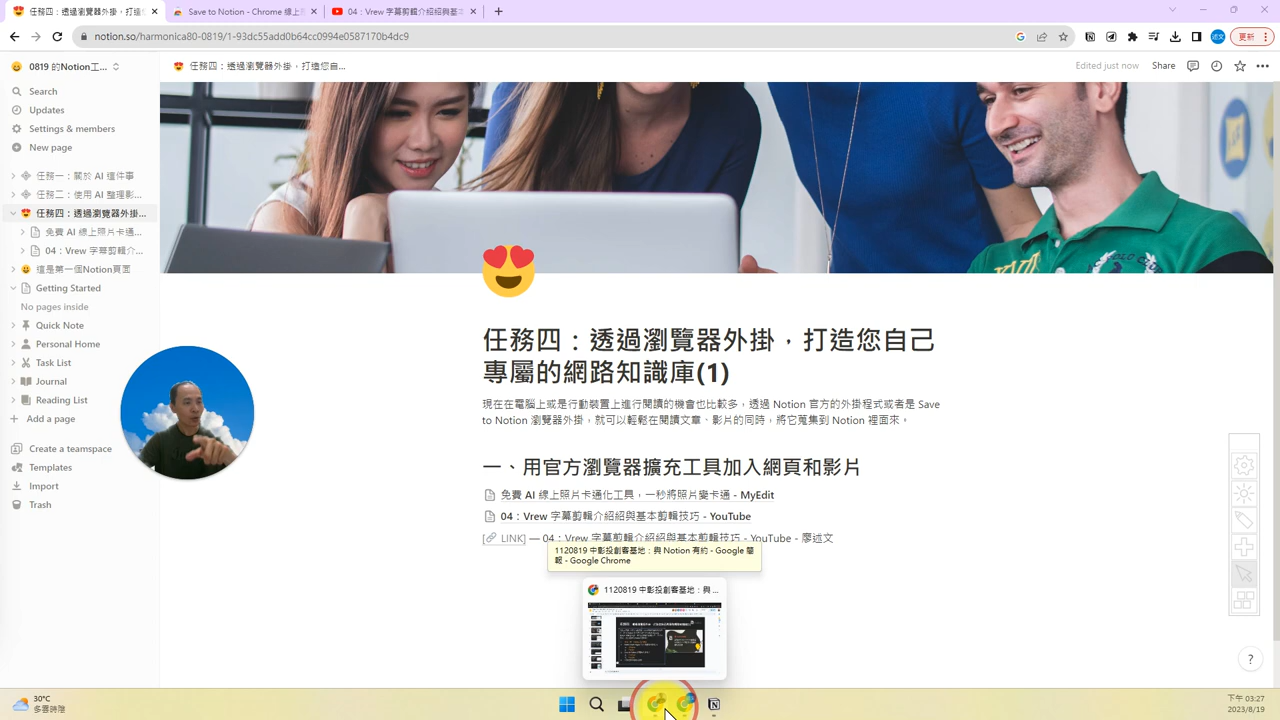 任務四：透過瀏覽器外掛，打造
Save to Notion - Chrome 線上
04：Vrew 字幕剪輯介紹紹與基本
notion.so/harmonica80-0819/1-93dc55add0b64cc0994e0587170b4dc9
述文
更新
0819 的Notion工...
任務四：透過瀏覽器外掛，打造您自...
Edited just now
Share
Search
Updates
Settings & members
New page
任務一：關於 AI 這件事
任務二：使用 AI 整理影...
任務四：透過瀏覽器外掛...
免費 AI 線上照片卡通...
04：Vrew 字幕剪輯介...
這是第一個Notion頁面
Getting Started
No pages inside
Quick Note
Personal Home
Task List
Journal
Reading List
Add a page
Create a teamspace
Templates
Import
Trash
任務四：透過瀏覽器外掛，打造您自己
專屬的網路知識庫(1)
現在在電腦上或是行動裝置上進行閱讀的機會也比較多，透過 Notion 官方的外掛程式或者是 Save
to Notion 瀏覽器外掛，就可以輕鬆在閱讀文章、影片的同時，將它蒐集到 Notion 裡面來。
一、用官方瀏覽器擴充工具加入網頁和影片
免費 AI 線上照片卡通化工具，一秒將照片變卡通 - MyEdit
04：Vrew 字幕剪輯介紹紹與基本剪輯技巧 - YouTube
[🔗 LINK] — 04：Vrew 字幕剪輯介紹紹與基本剪輯技巧 - YouTube - 廖述文
1120819 中彰投創客基地：與 Notion 有約 - Google 簡
報 - Google Chrome
1120819 中彰投創客基地：與 ...
?
30°C
多雲時陰
下午 03:27
2023/8/19